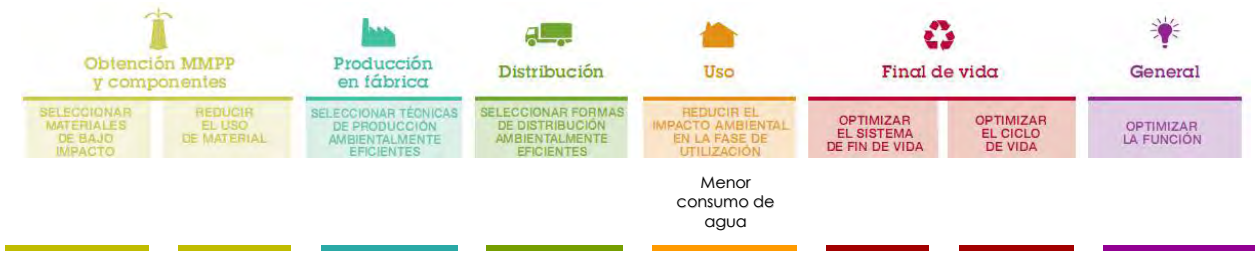 Obtención MMPP
y componentes
Producción
en fábrica
Distribución
Uso
Final de vida
General
SELECCIONAR
MATERIALES
DE BAJO
IMPACTO
REDUCIR
EL USO
DE MATERIAL
SELECCIONAR TÉCNICAS
DE PRODUCCIÓN
AMBIENTALMENTE
EFICIENTES
SELECCIONAR FORMAS
DE DISTRIBUCIÓN
AMBIENTALMENTE
EFICIENTES
REDUCIR EL
IMPACTO AMBIENTAL
EN LA FASE DE
UTILIZACIÓN
OPTIMIZAR
EL SISTEMA
DE FIN DE VIDA
OPTIMIZAR
EL CICLO
DE VIDA
OPTIMIZAR
LA FUNCIÓN
Menor
consumo de
agua